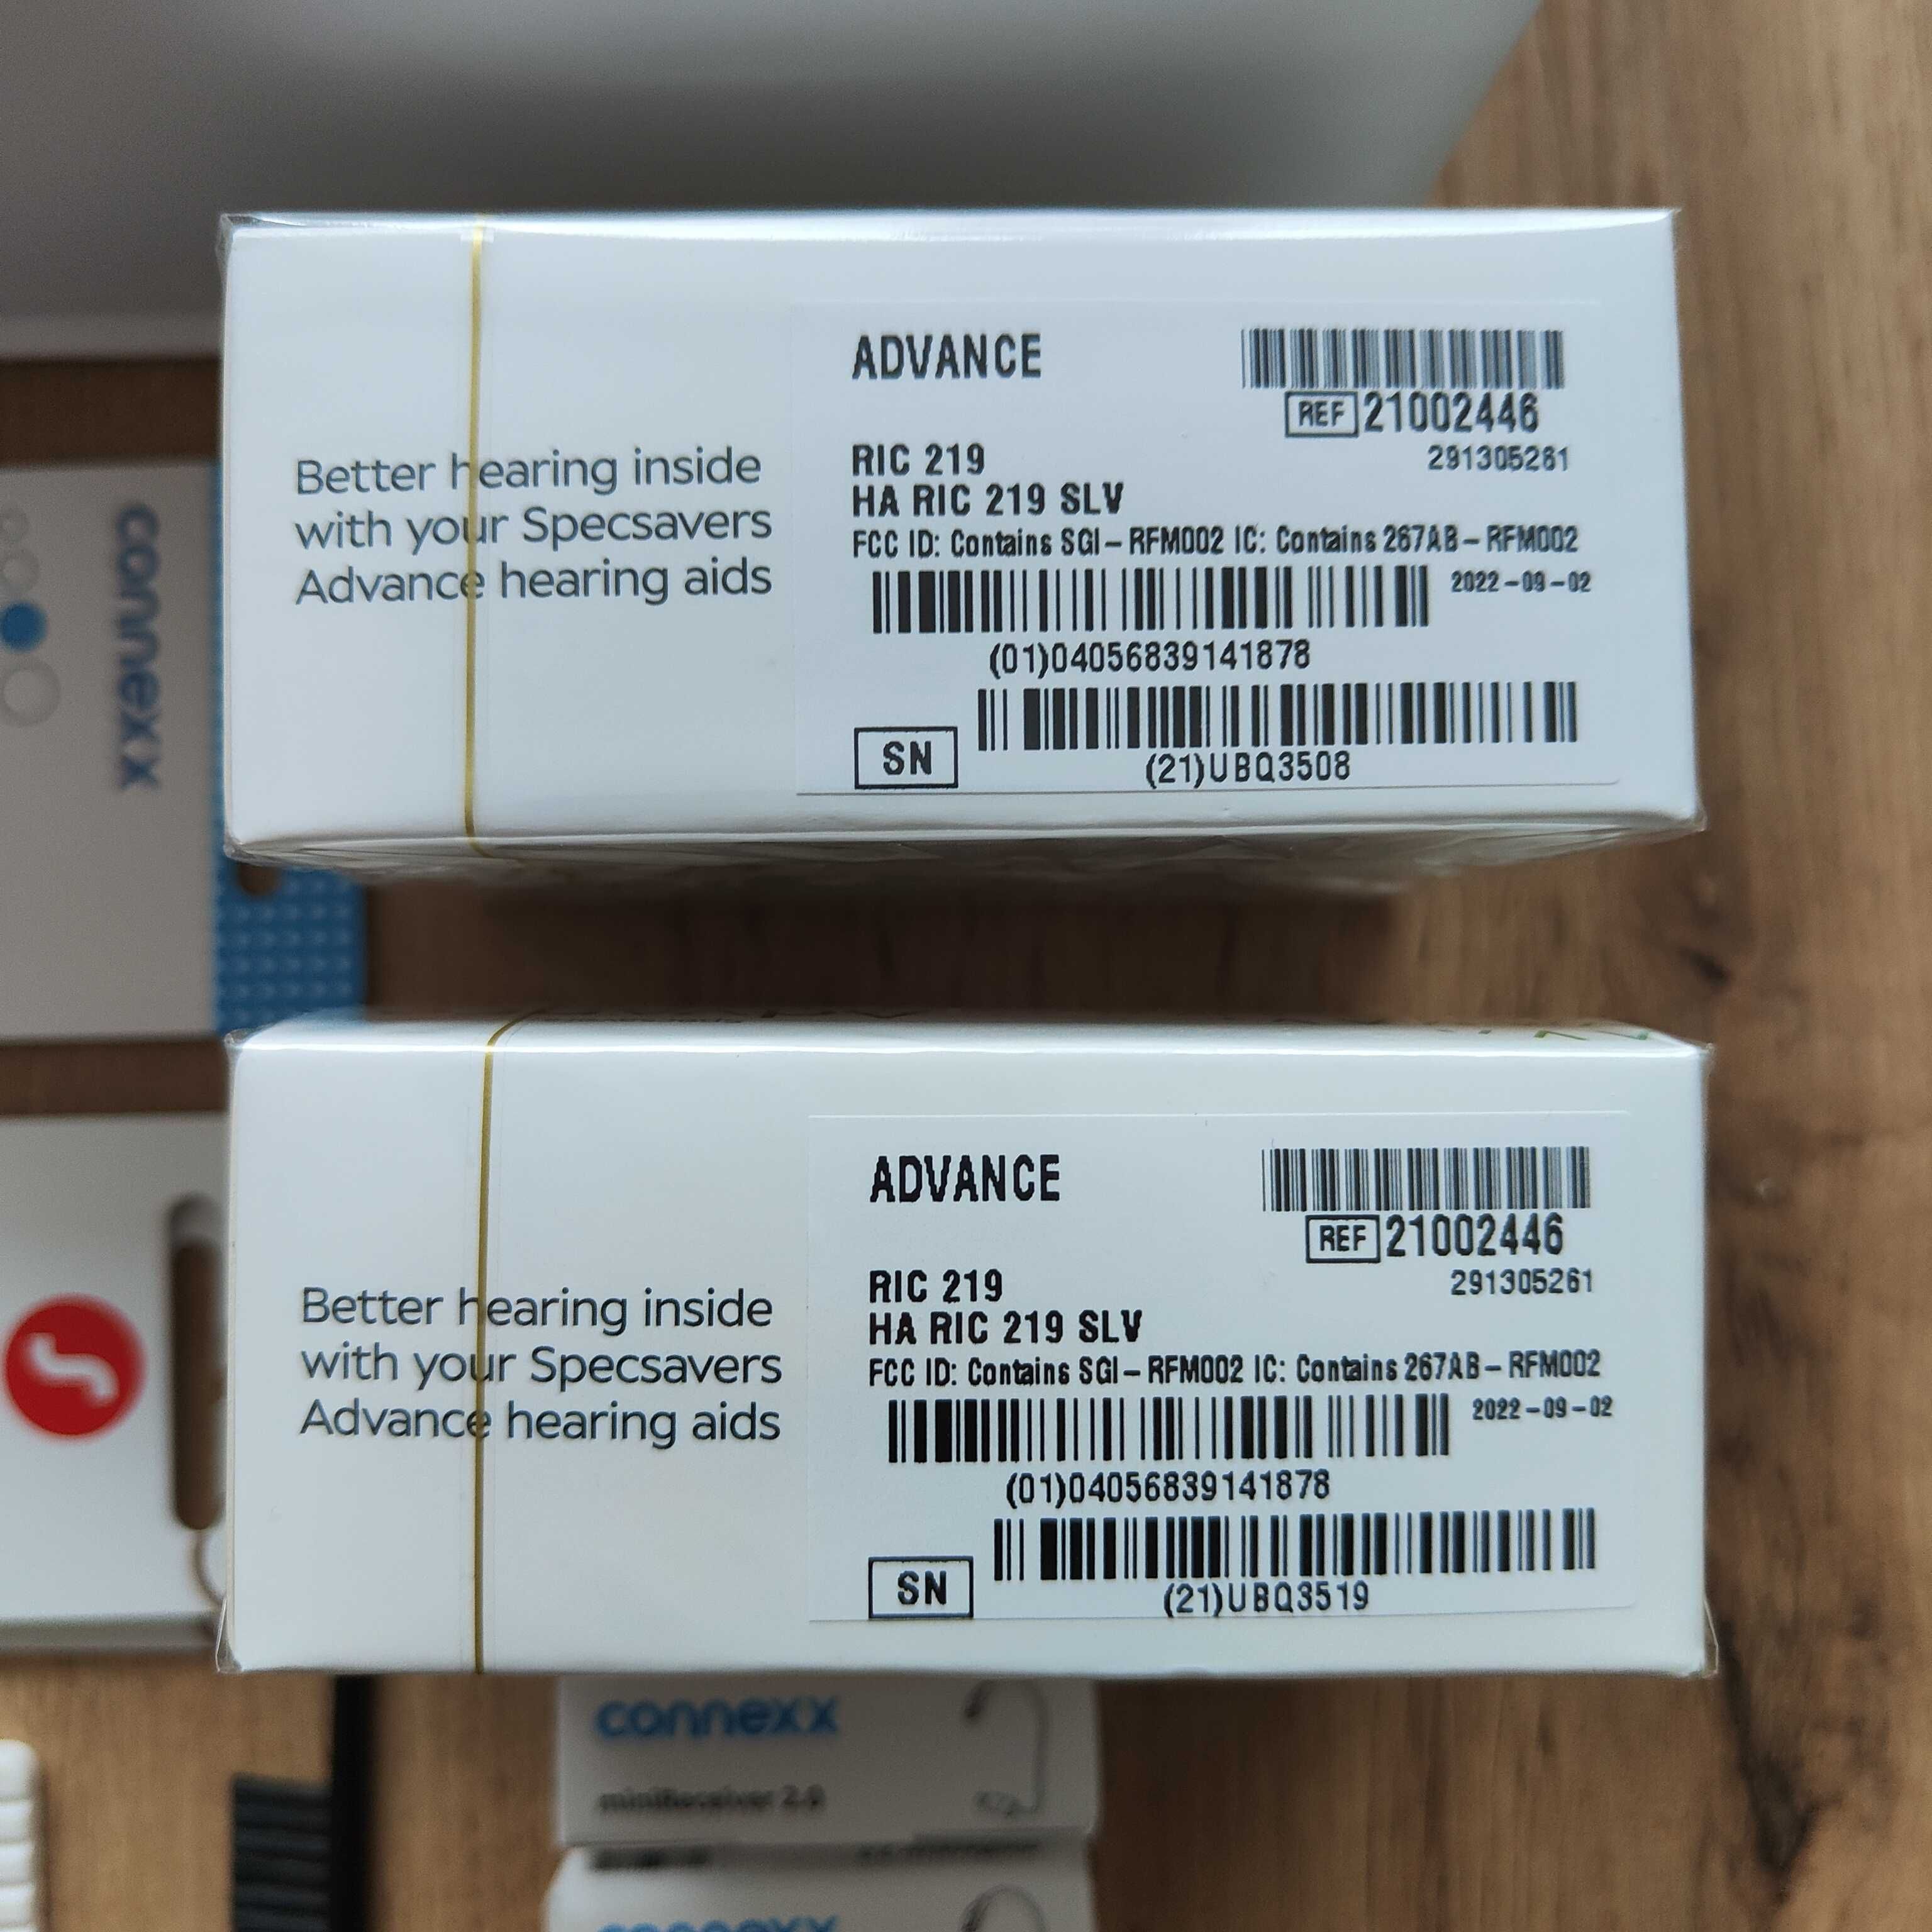 connexx
Better hearing inside
with your Specsavers
Advance hearing aids
ADVANCE
REF 21002446
291305261
RIC 219
HA RIC 219 SLV
FCC ID: Contains SGI-RFM002 IC: Contains 267AB-RFM002
2022-09-02
(01)04056839141878
SN
(21)UBQ3508
Better hearing inside
with your Specsavers
Advance hearing aids
ADVANCE
REF 21002446
291305261
RIC 219
HA RIC 219 SLV
FCC ID: Contains SGI-RFM002 IC: Contains 267AB-RFM002
2022-09-02
(01)04056839141878
SN
(21)UBQ3519
connexx
miniReceiver 2.0
connexx